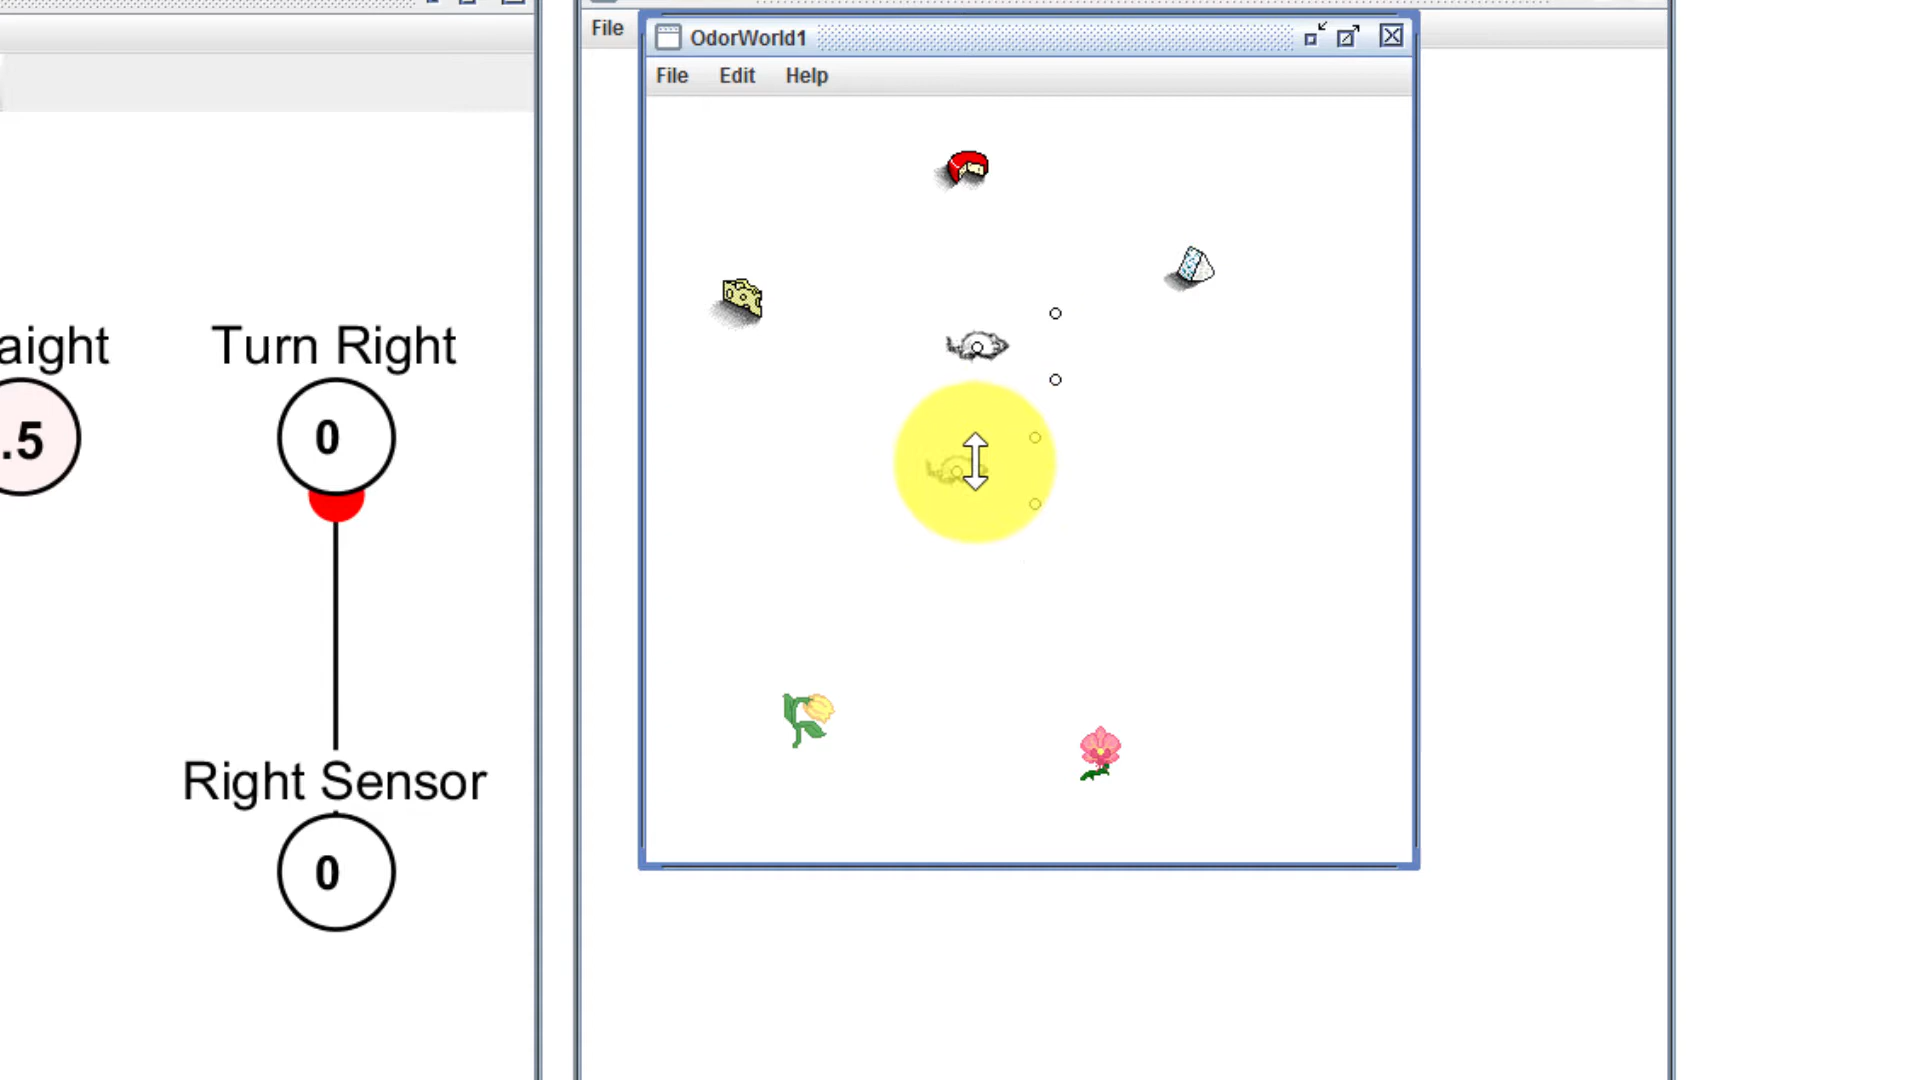 File
OdorWorld1
File Edit Help
aight
Turn Right
.5
0
Right Sensor
0